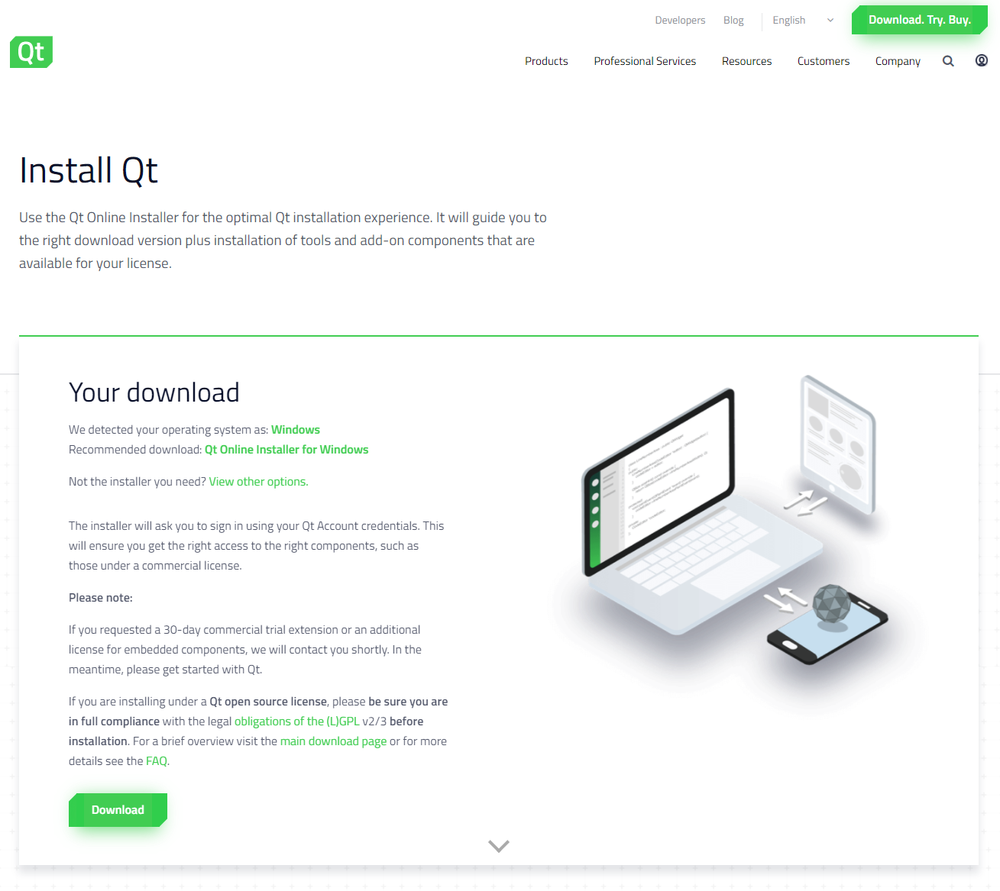 Developers Blog English Download. Try. Buy.
Qt
Products Professional Services Resources Customers Company
Install Qt
Use the Qt Online Installer for the optimal Qt installation experience. It will guide you to
the right download version plus installation of tools and add-on components that are
available for your license.
Your download
We detected your operating system as: Windows
Recommended download: Qt Online Installer for Windows
Not the installer you need? View other options.
The installer will ask you to sign in using your Qt Account credentials. This
will ensure you get the right access to the right components, such as
those under a commercial license.
Please note:
If you requested a 30-day commercial trial extension or an additional
license for embedded components, we will contact you shortly. In the
meantime, please get started with Qt.
If you are installing under a Qt open source license, please be sure you are
in full compliance with the legal obligations of the (L)GPL v2/3 before
installation. For a brief overview visit the main download page or for more
details see the FAQ.
Download